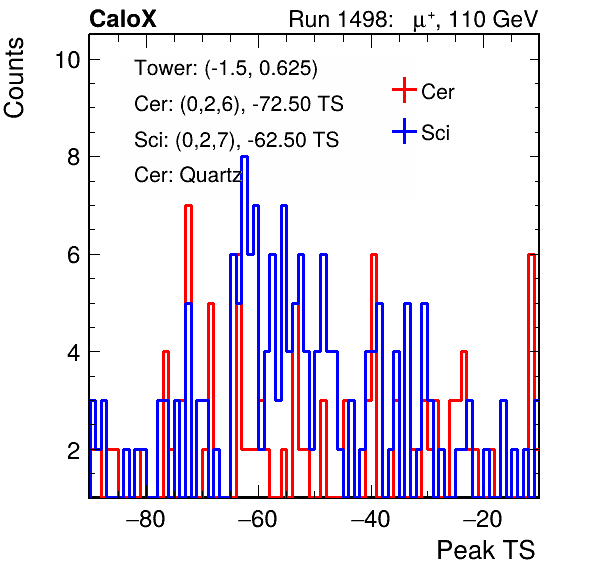 CaloX Run 1498: μ⁺, 110 GeV
Counts
Tower: (-1.5, 0.625)
Cer: (0,2,6), -72.50 TS
Sci: (0,2,7), -62.50 TS
Cer: Quartz
Cer
Sci
10
8
6
4
2
−80 −60 −40 −20
Peak TS